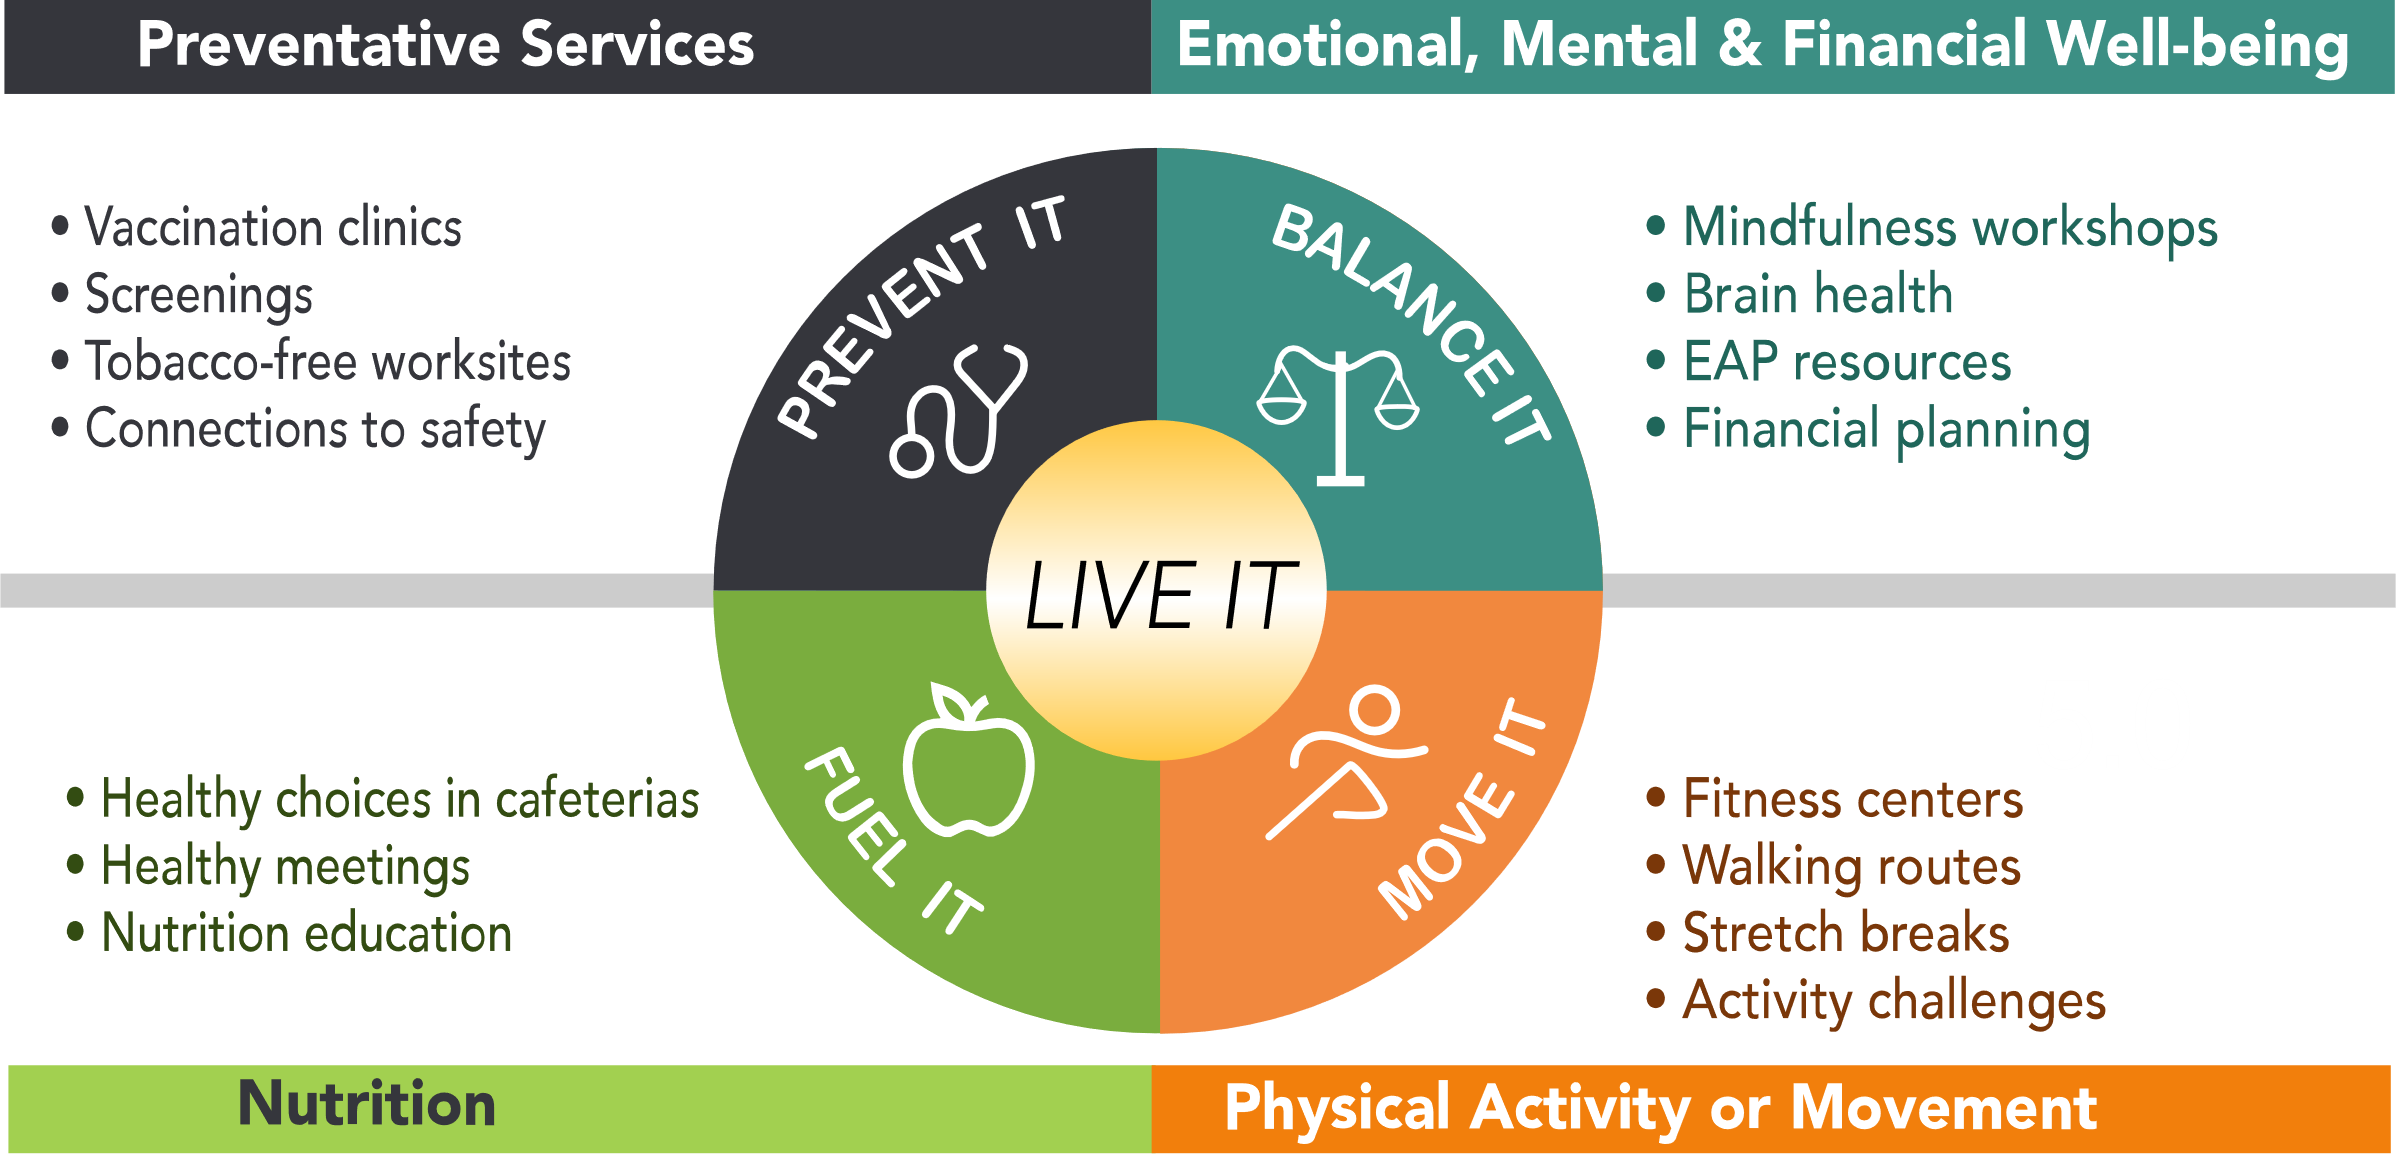 Preventative Services
Emotional, Mental & Financial Well-being
• Vaccination clinics
• Screenings
• Tobacco-free worksites
• Connections to safety
PREVENT IT
BALANCE IT
• Mindfulness workshops
• Brain health
• EAP resources
• Financial planning
LIVE IT
• Healthy choices in cafeterias
• Healthy meetings
• Nutrition education
FUEL IT
MOVE IT
• Fitness centers
• Walking routes
• Stretch breaks
• Activity challenges
Nutrition
Physical Activity or Movement